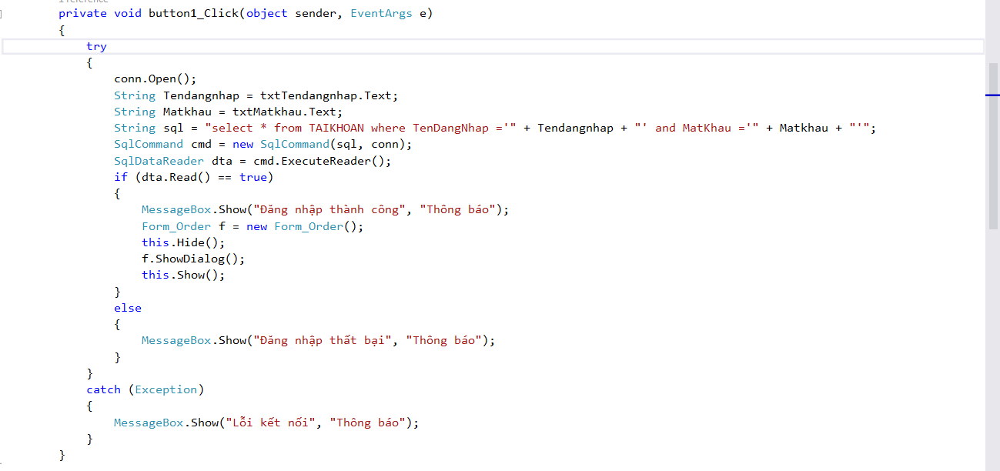 1 reference
private void button1_Click(object sender, EventArgs e)
{
try
{
conn.Open();
String Tendangnhap = txtTendangnhap.Text;
String Matkhau = txtMatkhau.Text;
String sql = "select * from TAIKHOAN where TenDangNhap ='" + Tendangnhap + "' and MatKhau ='" + Matkhau + "'";
SqlCommand cmd = new SqlCommand(sql, conn);
SqlDataReader dta = cmd.ExecuteReader();
if (dta.Read() == true)
{
MessageBox.Show("Đăng nhập thành công", "Thông báo");
Form_Order f = new Form_Order();
this.Hide();
f.ShowDialog();
this.Show();
}
else
{
MessageBox.Show("Đăng nhập thất bại", "Thông báo");
}
}
catch (Exception)
{
MessageBox.Show("Lỗi kết nối", "Thông báo");
}
}